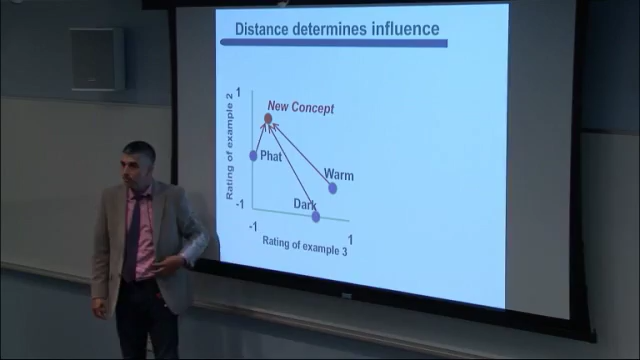 Distance determines influence
1
New Concept
Rating of example 2
Phat
Warm
Dark
-1
-1
1
Rating of example 3